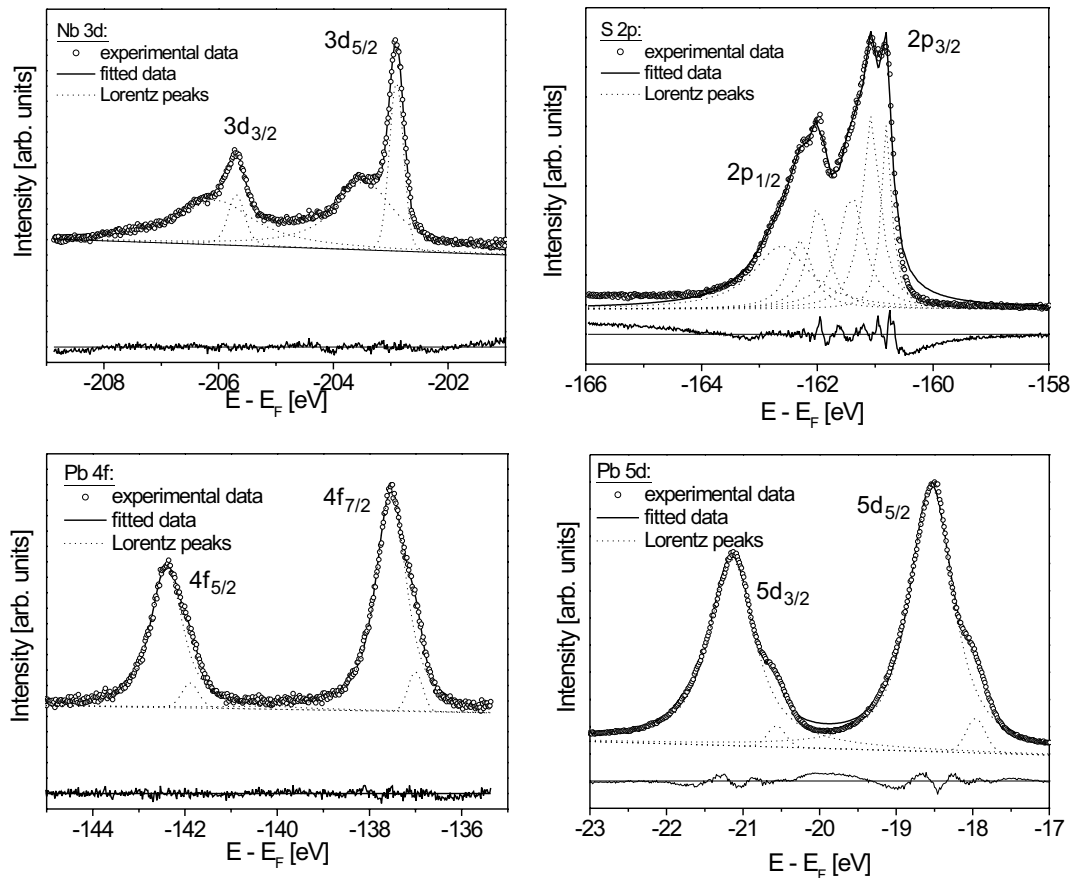 Nb 3d:
experimental data
fitted data
Lorentz peaks
3d5/2
3d3/2
Intensity [arb. units]
-208 -206 -204 -202
E - EF [eV]
S 2p:
experimental data
fitted data
Lorentz peaks
2p3/2
2p1/2
Intensity [arb. units]
-166 -164 -162 -160 -158
E - EF [eV]
Pb 4f:
experimental data
fitted data
Lorentz peaks
4f7/2
4f5/2
Intensity [arb. units]
-144 -142 -140 -138 -136
E - EF [eV]
Pb 5d:
experimental data
fitted data
Lorentz peaks
5d5/2
5d3/2
Intensity [arb. units]
-23 -22 -21 -20 -19 -18 -17
E - EF [eV]